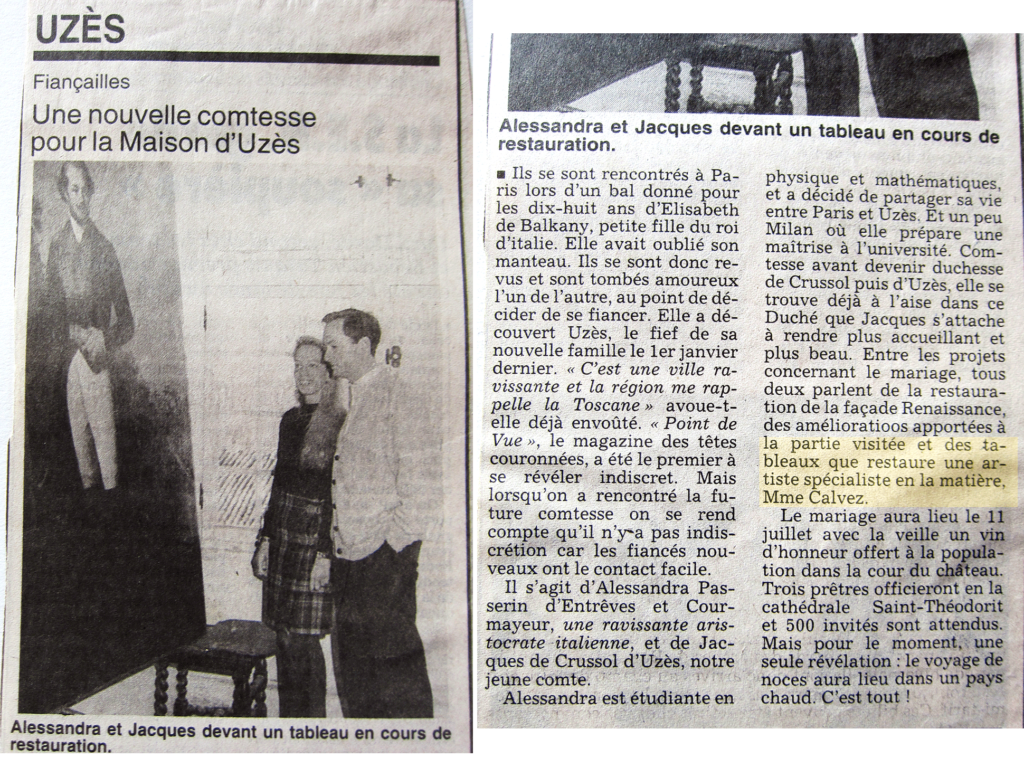 UZÈS
Fiançailles
Une nouvelle comtesse
pour la Maison d'Uzès
Alessandra et Jacques devant un tableau en cours de
restauration.
Alessandra et Jacques devant un tableau en cours de
restauration.
■ Ils se sont rencontrés à Pa-
ris lors d'un bal donné pour
les dix-huit ans d'Elisabeth
de Balkany, petite fille du roi
d'italie. Elle avait oublié son
manteau. Ils se sont donc re-
vus et sont tombés amoureux
l'un de l'autre, au point de dé-
cider de se fiancer. Elle a dé-
couvert Uzès, le fief de sa
nouvelle famille le 1er janvier
dernier. « C'est une ville ra-
vissante et la région me rap-
pelle la Toscane » avoue-t-
elle déjà envoûté. « Point de
Vue », le magazine des têtes
couronnées, a été le premier à
se révéler indiscret. Mais
lorsqu'on a rencontré la fu-
ture comtesse on se rend
compte qu'il n'y a pas indis-
crétion car les fiancés nou-
veaux ont le contact facile.
Il s'agit d'Alessandra Pas-
serin d'Entrêves et Cour-
mayeur, une ravissante aris-
tocrate italienne, et de Jac-
ques de Crussol d'Uzès, notre
jeune comte.
Alessandra est étudiante en
physique et mathématiques,
et a décidé de partager sa vie
entre Paris et Uzès. Et un peu
Milan où elle prépare une
maîtrise à l'université. Com-
tesse avant devenir duchesse
de Crussol puis d'Uzès, elle se
trouve déjà à l'aise dans ce
Duché que Jacques s'attache
à rendre plus accueillant et
plus beau. Entre les projets
concernant le mariage, tous
deux parlent de la restaura-
tion de la façade Renaissance,
des amélioratioos apportées à
la partie visitée et des ta-
bleaux que restaure une ar-
tiste spécialiste en la matière,
Mme Calvez.
Le mariage aura lieu le 11
juillet avec la veille un vin
d'honneur offert à la popula-
tion dans la cour du château.
Trois prêtres officieront en la
cathédrale Saint-Théodorit
et 500 invités sont attendus.
Mais pour le moment, une
seule révélation : le voyage de
noces aura lieu dans un pays
chaud. C'est tout !